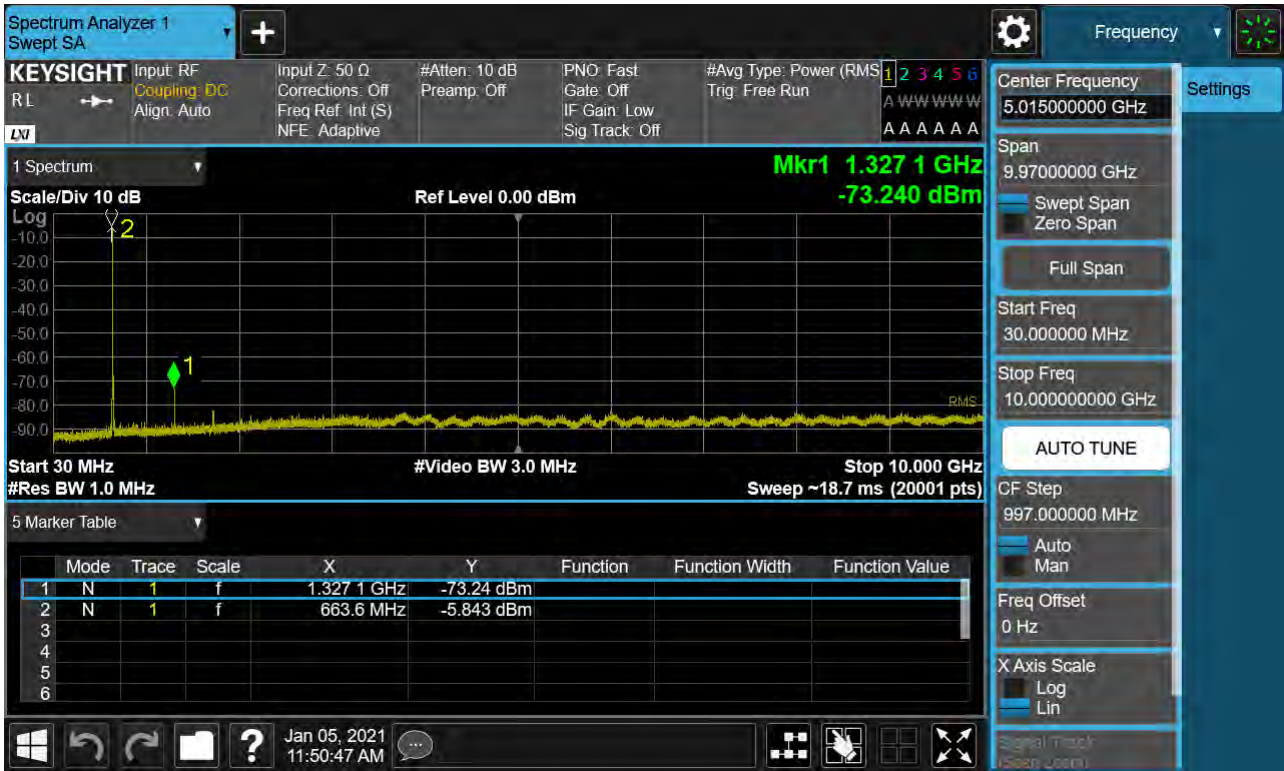 Spectrum Analyzer 1
Swept SA
+
Frequency
KEYSIGHT
RL
LXI
Input: RF
Coupling: DC
Align: Auto
Input Z: 50 Ω
Corrections: Off
Freq Ref: Int (S)
NFE: Adaptive
#Atten: 10 dB
Preamp: Off
PNO: Fast
Gate: Off
IF Gain: Low
Sig Track: Off
#Avg Type: Power (RMS
Trig: Free Run
1 2 3 4 5 6
A W W W W W
A A A A A A
1 Spectrum
Scale/Div 10 dB
Ref Level 0.00 dBm
Mkr1 1.327 1 GHz
-73.240 dBm
Log
-10.0
-20.0
-30.0
-40.0
-50.0
-60.0
-70.0
-80.0
-90.0
2
1
RMS
Start 30 MHz
#Video BW 3.0 MHz
Stop 10.000 GHz
#Res BW 1.0 MHz
Sweep ~18.7 ms (20001 pts)
5 Marker Table
Mode Trace Scale X Y Function Function Width Function Value
1 N 1 f 1.327 1 GHz -73.24 dBm
2 N 1 f 663.6 MHz -5.843 dBm
3
4
5
6
Jan 05, 2021
11:50:47 AM
?
Center Frequency
5.015000000 GHz
Settings
Span
9.97000000 GHz
Swept Span
Zero Span
Full Span
Start Freq
30.000000 MHz
Stop Freq
10.000000000 GHz
AUTO TUNE
CF Step
997.000000 MHz
Auto
Man
Freq Offset
0 Hz
X Axis Scale
Log
Lin
Signal Track
(Span Zoom)